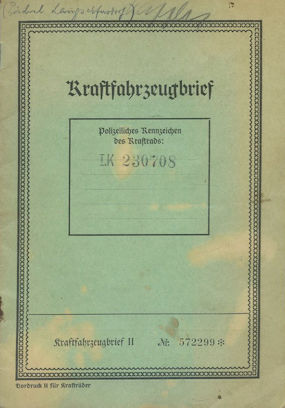 Kraftfahrzeugbrief
Polizeiliches Kennzeichen
des Kraftrads:
IK 230708
Kraftfahrzeugbrief II № 572299 *
Vordruck II für Krafträder